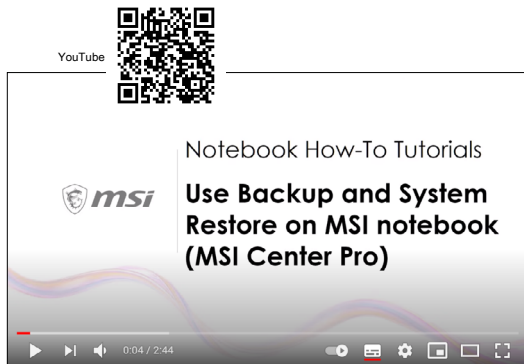 YouTube
Notebook How-To Tutorials
msi
Use Backup and System
Restore on MSI notebook
(MSI Center Pro)
0:04 / 2:44